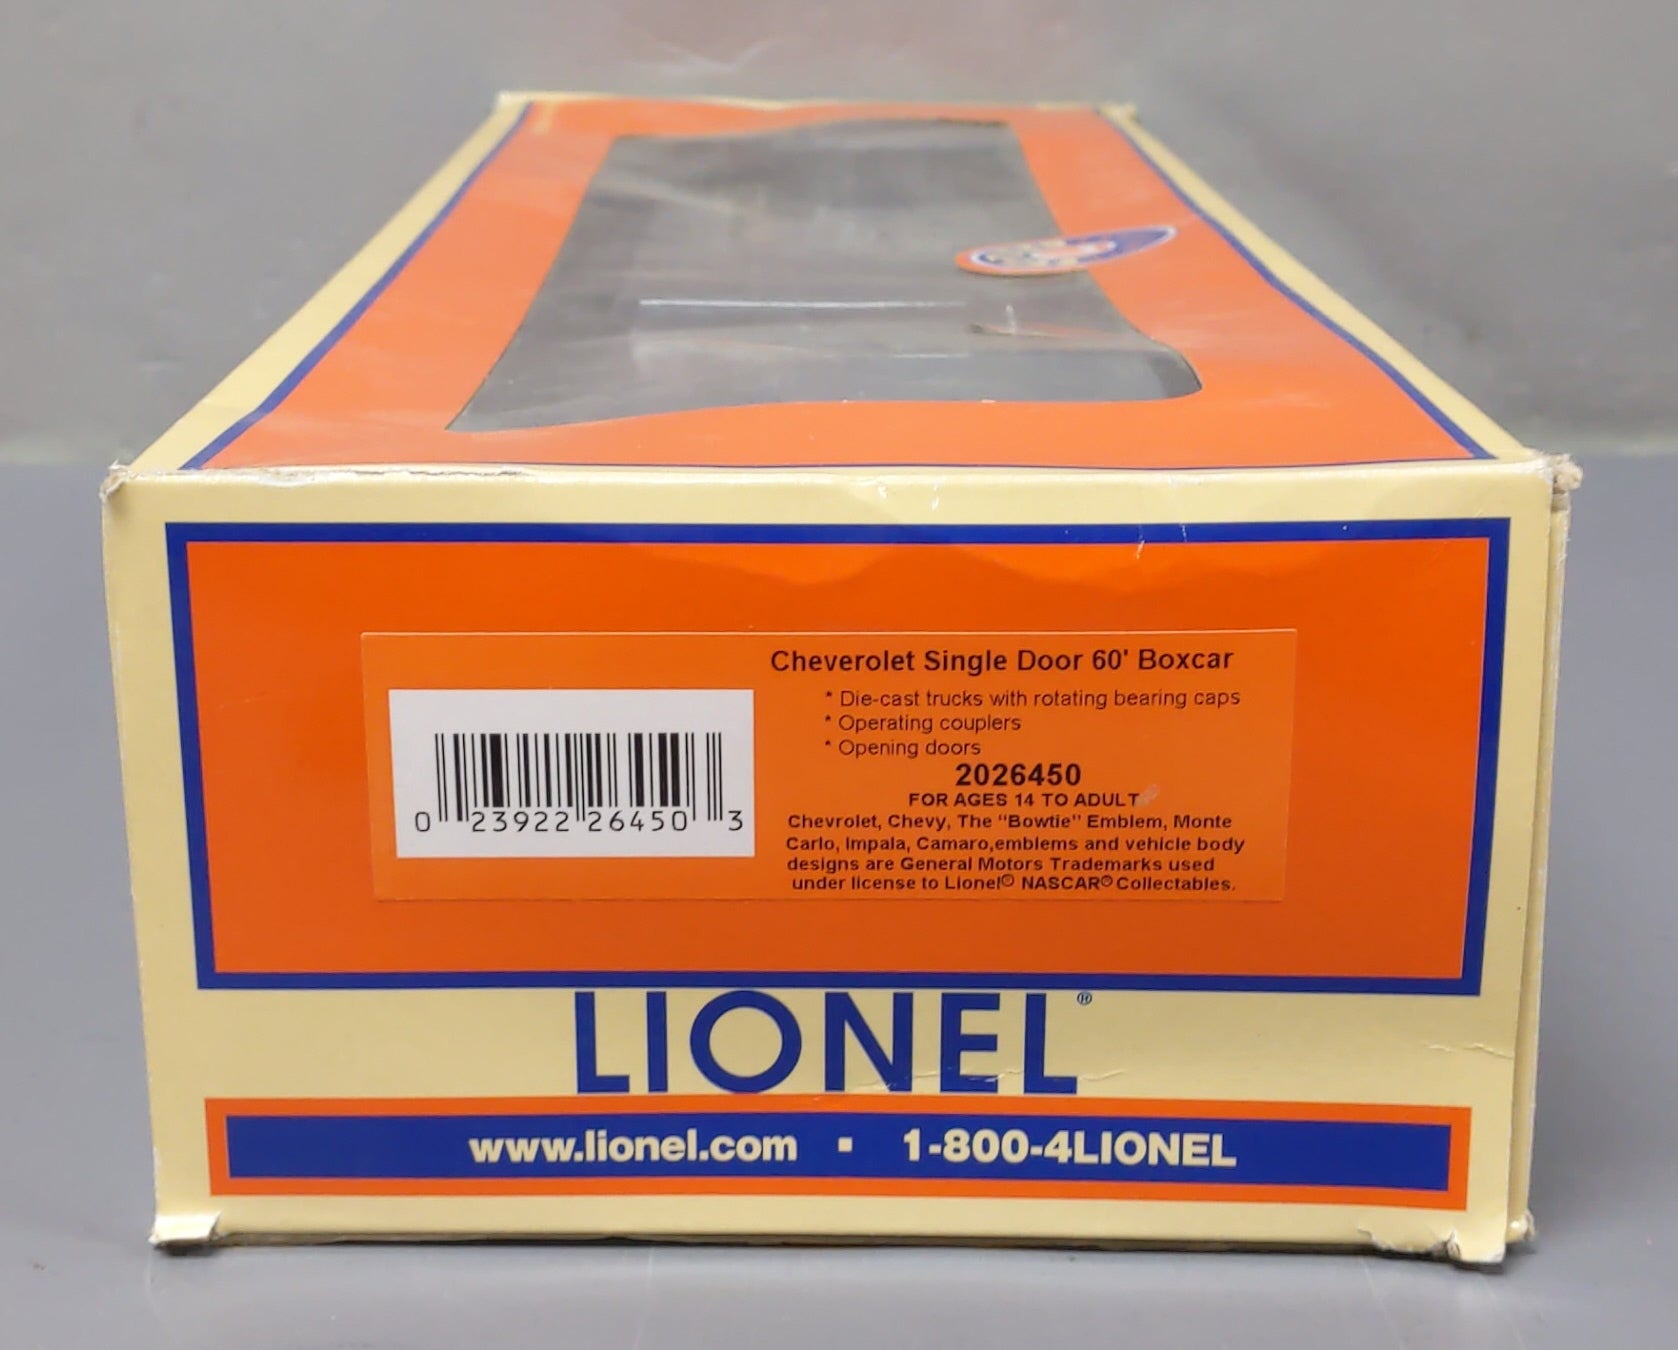 Cheverolet Single Door 60' Boxcar
* Die-cast trucks with rotating bearing caps
* Operating couplers
* Opening doors
2026450
FOR AGES 14 TO ADULT
Chevrolet, Chevy, The "Bowtie" Emblem, Monte
Carlo, Impala, Camaro,emblems and vehicle body
designs are General Motors Trademarks used
under license to Lionel® NASCAR® Collectables.
0 23922 26450 3
LIONEL®
www.lionel.com ▪ 1-800-4LIONEL